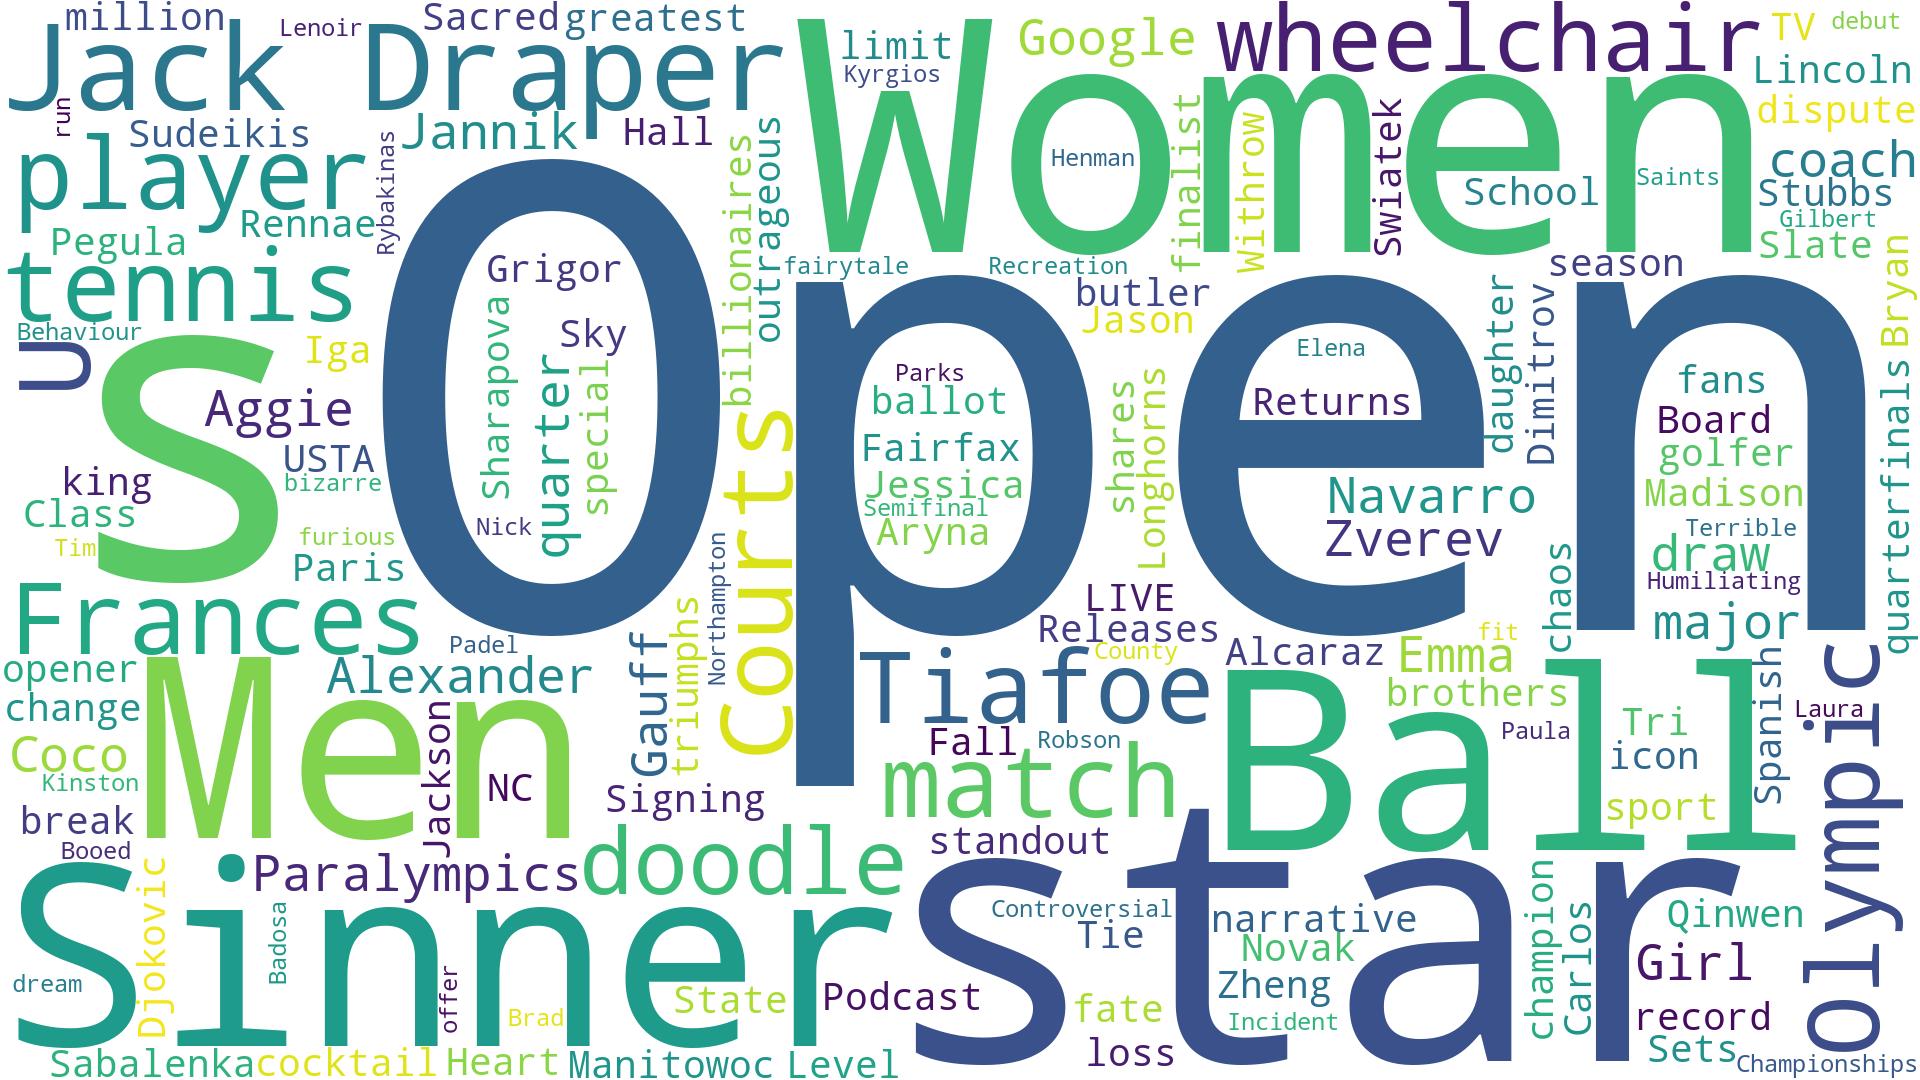 million
Lenoir
Sacred
greatest
limit
Google
wheelchair
TV
debut
Jack
Draper
Women
Kyrgios
Lincoln
run
Sudeikis
Jannik
Hall
dispute
player
Rybakinas
billionaires
outrageous
Henman
finalist
Withrow
Swiatek
School
Saints
coach
Stubbs
Gilbert
Slate
Rennae
Pegula
tennis
Grigor
fairytale
Recreation
butler
Jason
season
Bryan
Behaviour
U
s
Iga
Open
Sharapova
Sky
quarter
special
Parks
ballot
Elena
daughter
Dimitrov
fans
Aggie
Returns
Board
USTA
courts
Fairfax
shares
Longhorns
golfer
quarterfinals
king
bizarre
Jessica
Navarro
Madison
Class
Semifinal
Nick
Aryna
Zverev
Terrible
draw
Tim
furious
Paris
Northampton
chaos
Humiliating
LIVE
major
Frances
Padel
Gauff
triumphs
Releases
County
Alcaraz
Emma
fit
opener
Men
Alexander
Tiafoe
Ball
brothers
Spanish
olympic
change
Jackson
Fall
Robson
Paula
Tri
Laura
Coco
Kinston
NC
match
icon
Signing
sport
break
Booed
standout
Djokovic
Sinner
Paralympics
doodle
star
champion
Carlos
Badosa
Controversial
Tie
narrative
Qinwen
Novak
Girl
dream
offer
Brad
State
Podcast
fate
Zheng
Incident
record
loss
Sets
Sabalenka
cocktail
Heart
Manitowoc
Level
Championships